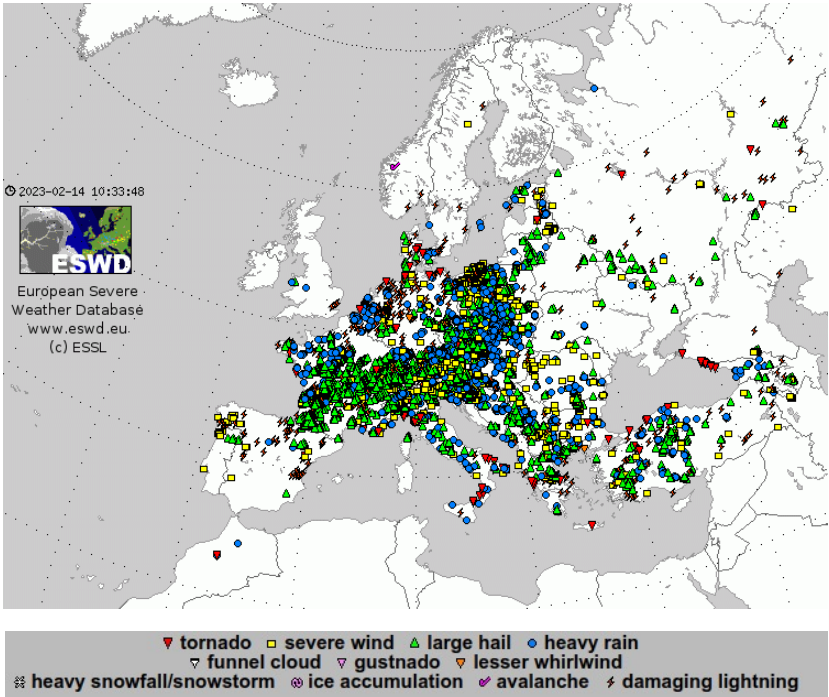 2023-02-14 10:33:48
ESWD
European Severe
Weather Database
www.eswd.eu
(c) ESSL
tornado severe wind large hail heavy rain
funnel cloud gustnado lesser whirlwind
heavy snowfall/snowstorm ice accumulation avalanche damaging lightning